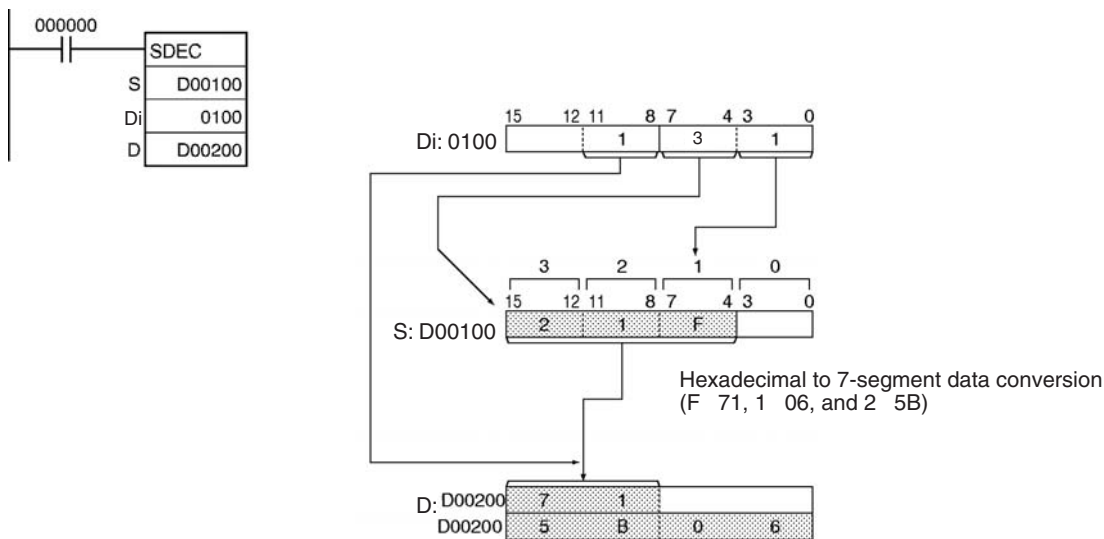 000000
SDEC
S D00100
Di 0100
D D00200
15 12 11 8 7 4 3 0
Di: 0100 1 3 1
3 2 1 0
15 12 11 8 7 4 3 0
S: D00100 2 1 F
Hexadecimal to 7-segment data conversion
(F 71, 1 06, and 2 5B)
D: D00200 7 1
D00200 5 B 0 6